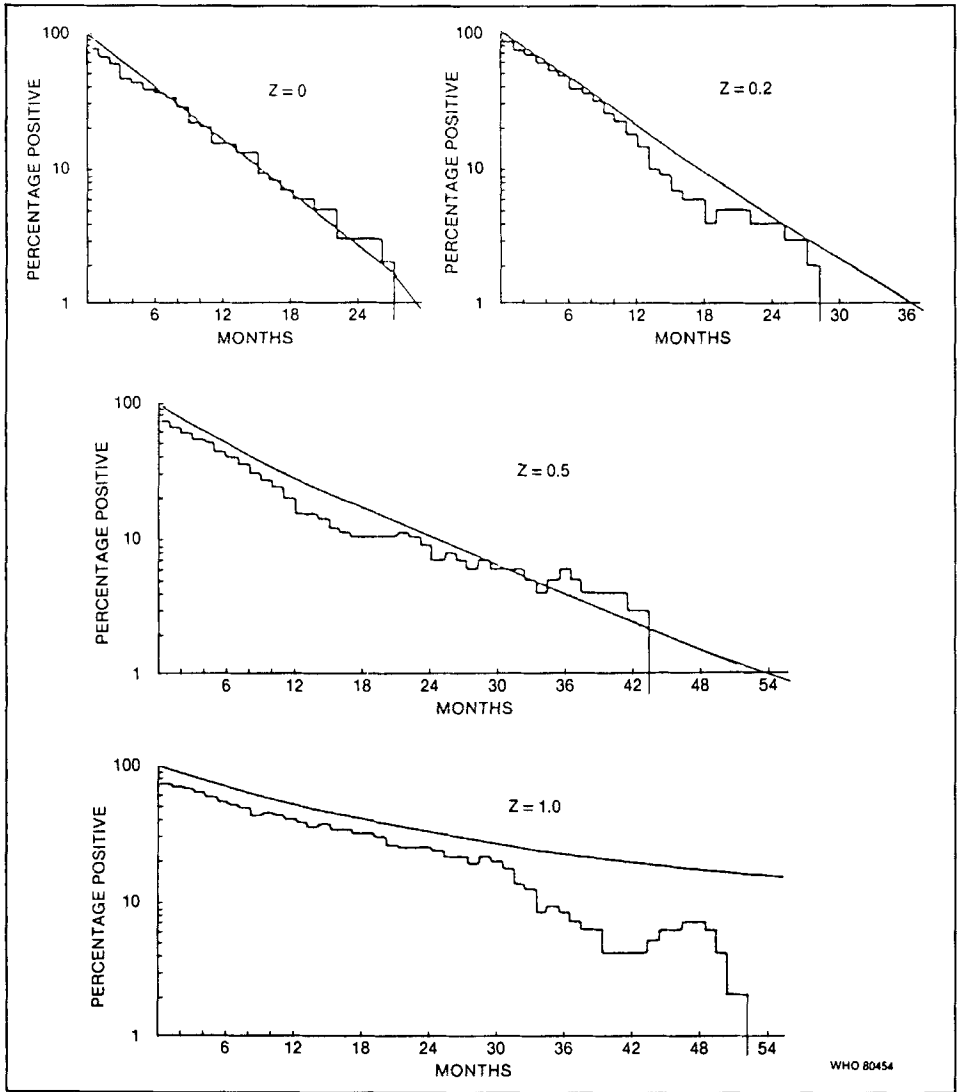 100
10
1
PERCENTAGE POSITIVE
Z = 0
6 12 18 24
MONTHS
100
10
1
PERCENTAGE POSITIVE
Z = 0.2
6 12 18 24 30 36
MONTHS
100
10
1
PERCENTAGE POSITIVE
Z = 0.5
6 12 18 24 30 36 42 48 54
MONTHS
100
10
1
PERCENTAGE POSITIVE
Z = 1.0
6 12 18 24 30 36 42 48 54
MONTHS
WHO 80454